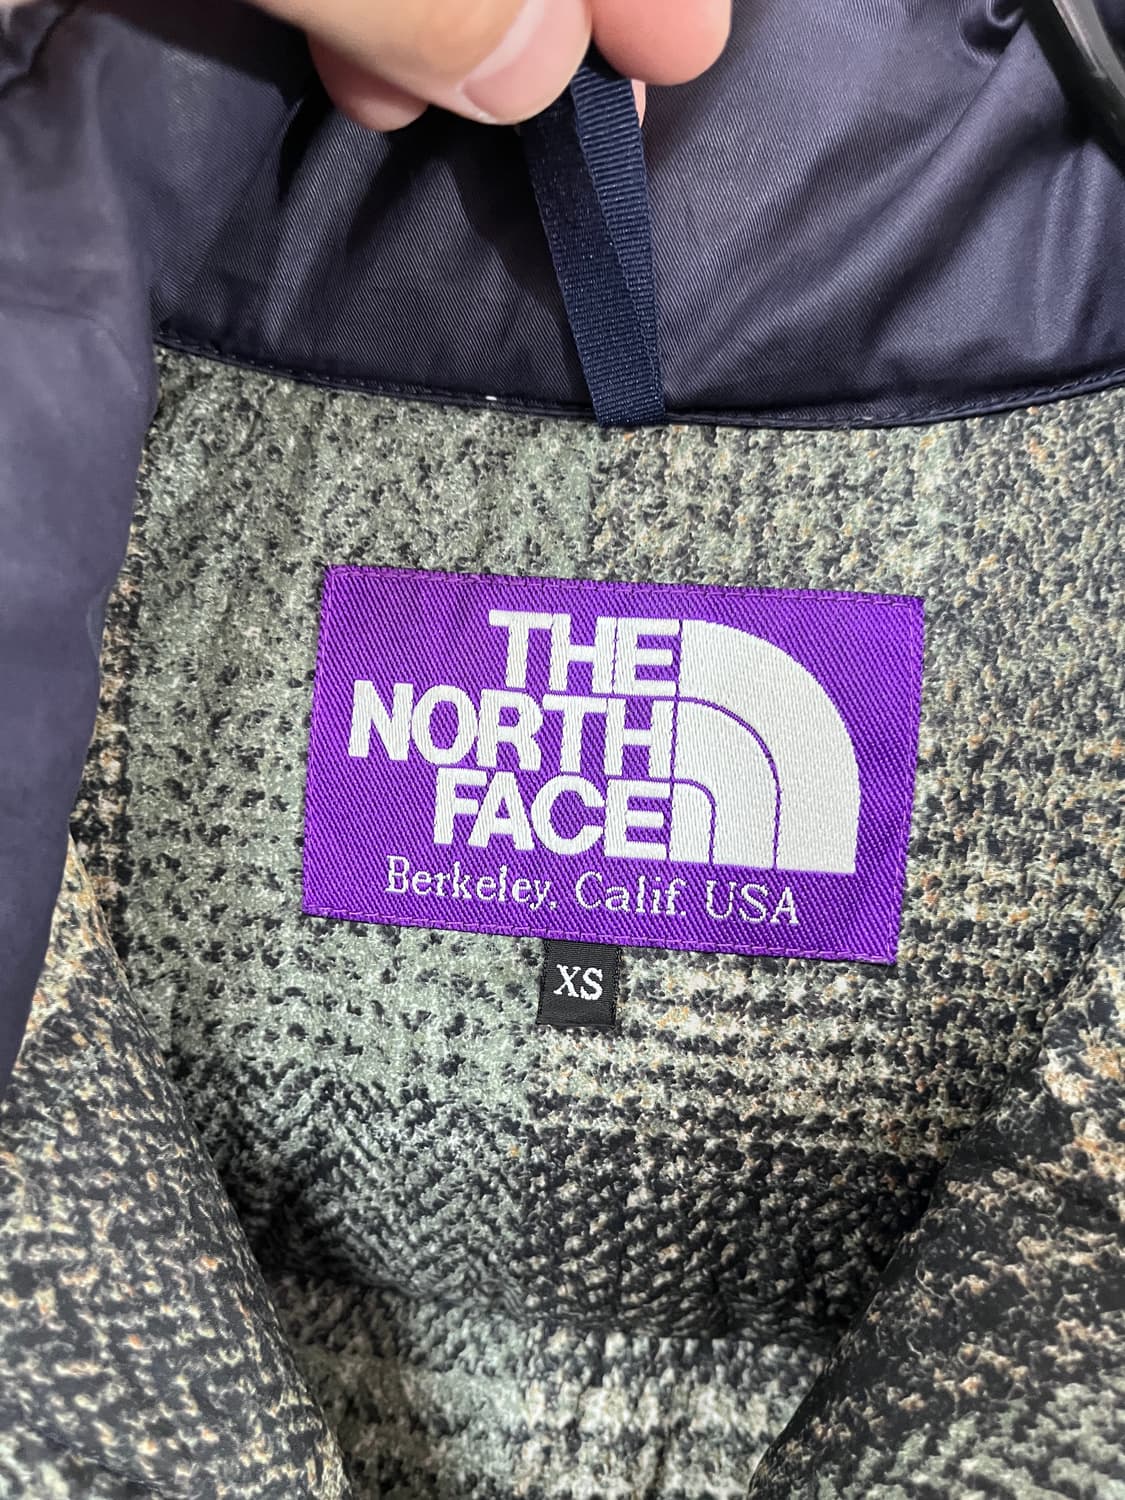 THE
NORTH
FACE
Berkeley, Calif. USA
XS